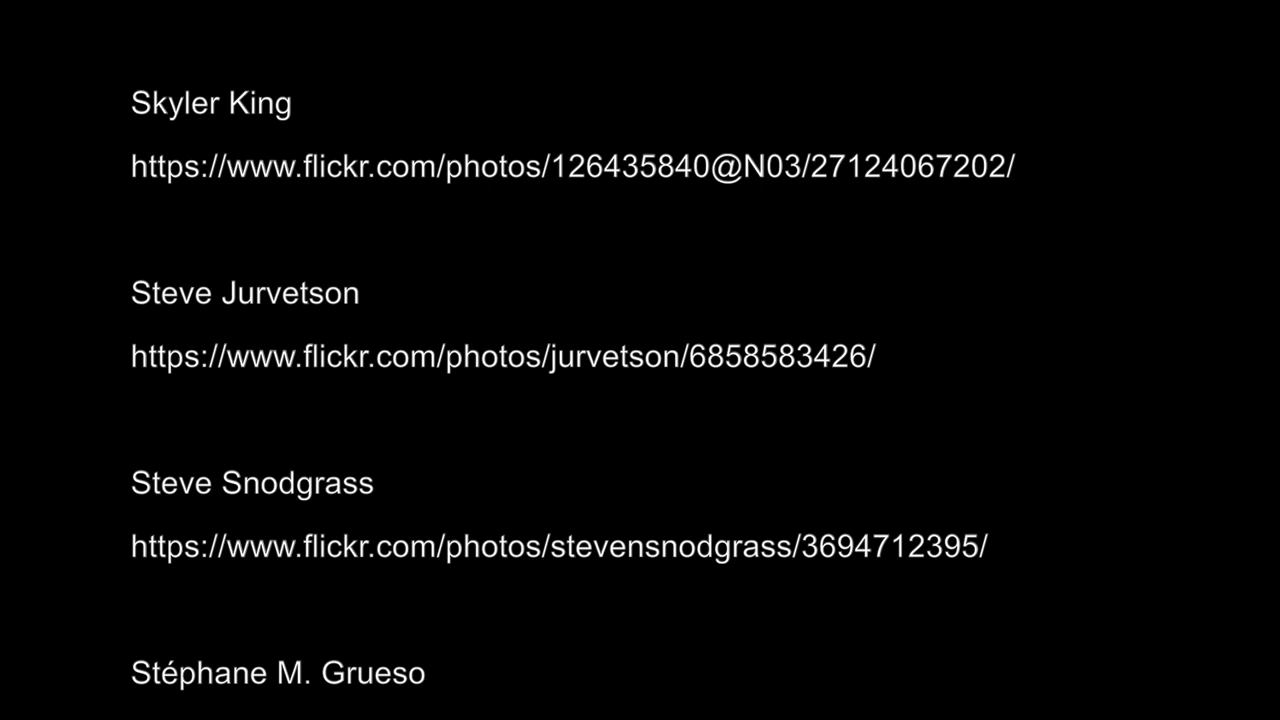 Skyler King
https://www.flickr.com/photos/126435840@N03/27124067202/
Steve Jurvetson
https://www.flickr.com/photos/jurvetson/6858583426/
Steve Snodgrass
https://www.flickr.com/photos/stevensnodgrass/3694712395/
Stéphane M. Grueso